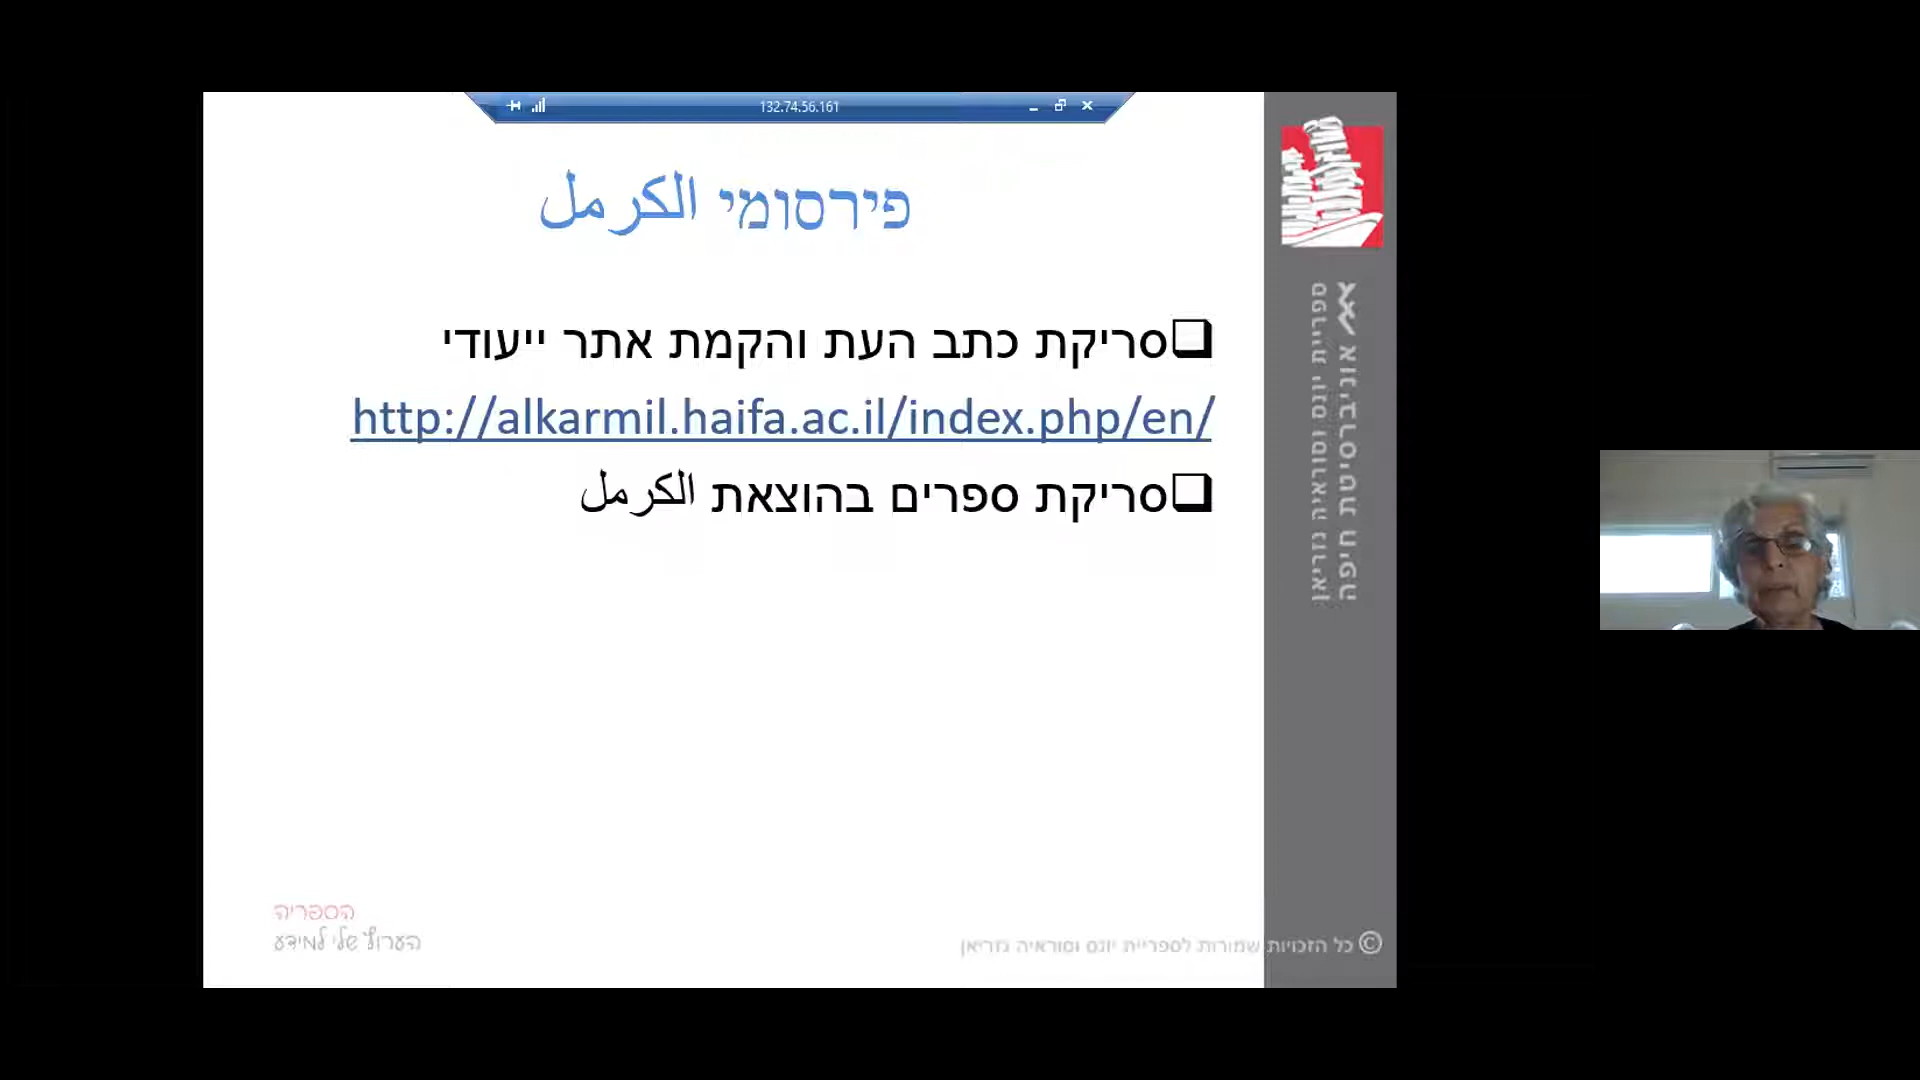 132.74.56.161
פירסומי الكرمل
סריקת כתב העת והקמת אתר ייעודי
http://alkarmil.haifa.ac.il/index.php/en/
סריקת ספרים בהוצאת الكرمل
אוניברסיטת חיפה
ספריית יונס וסוראיה נזריאן
הספריה
הערוץ שלי למידע
© כל הזכויות שמורות לספריית יונס וסוראיה נזריאן